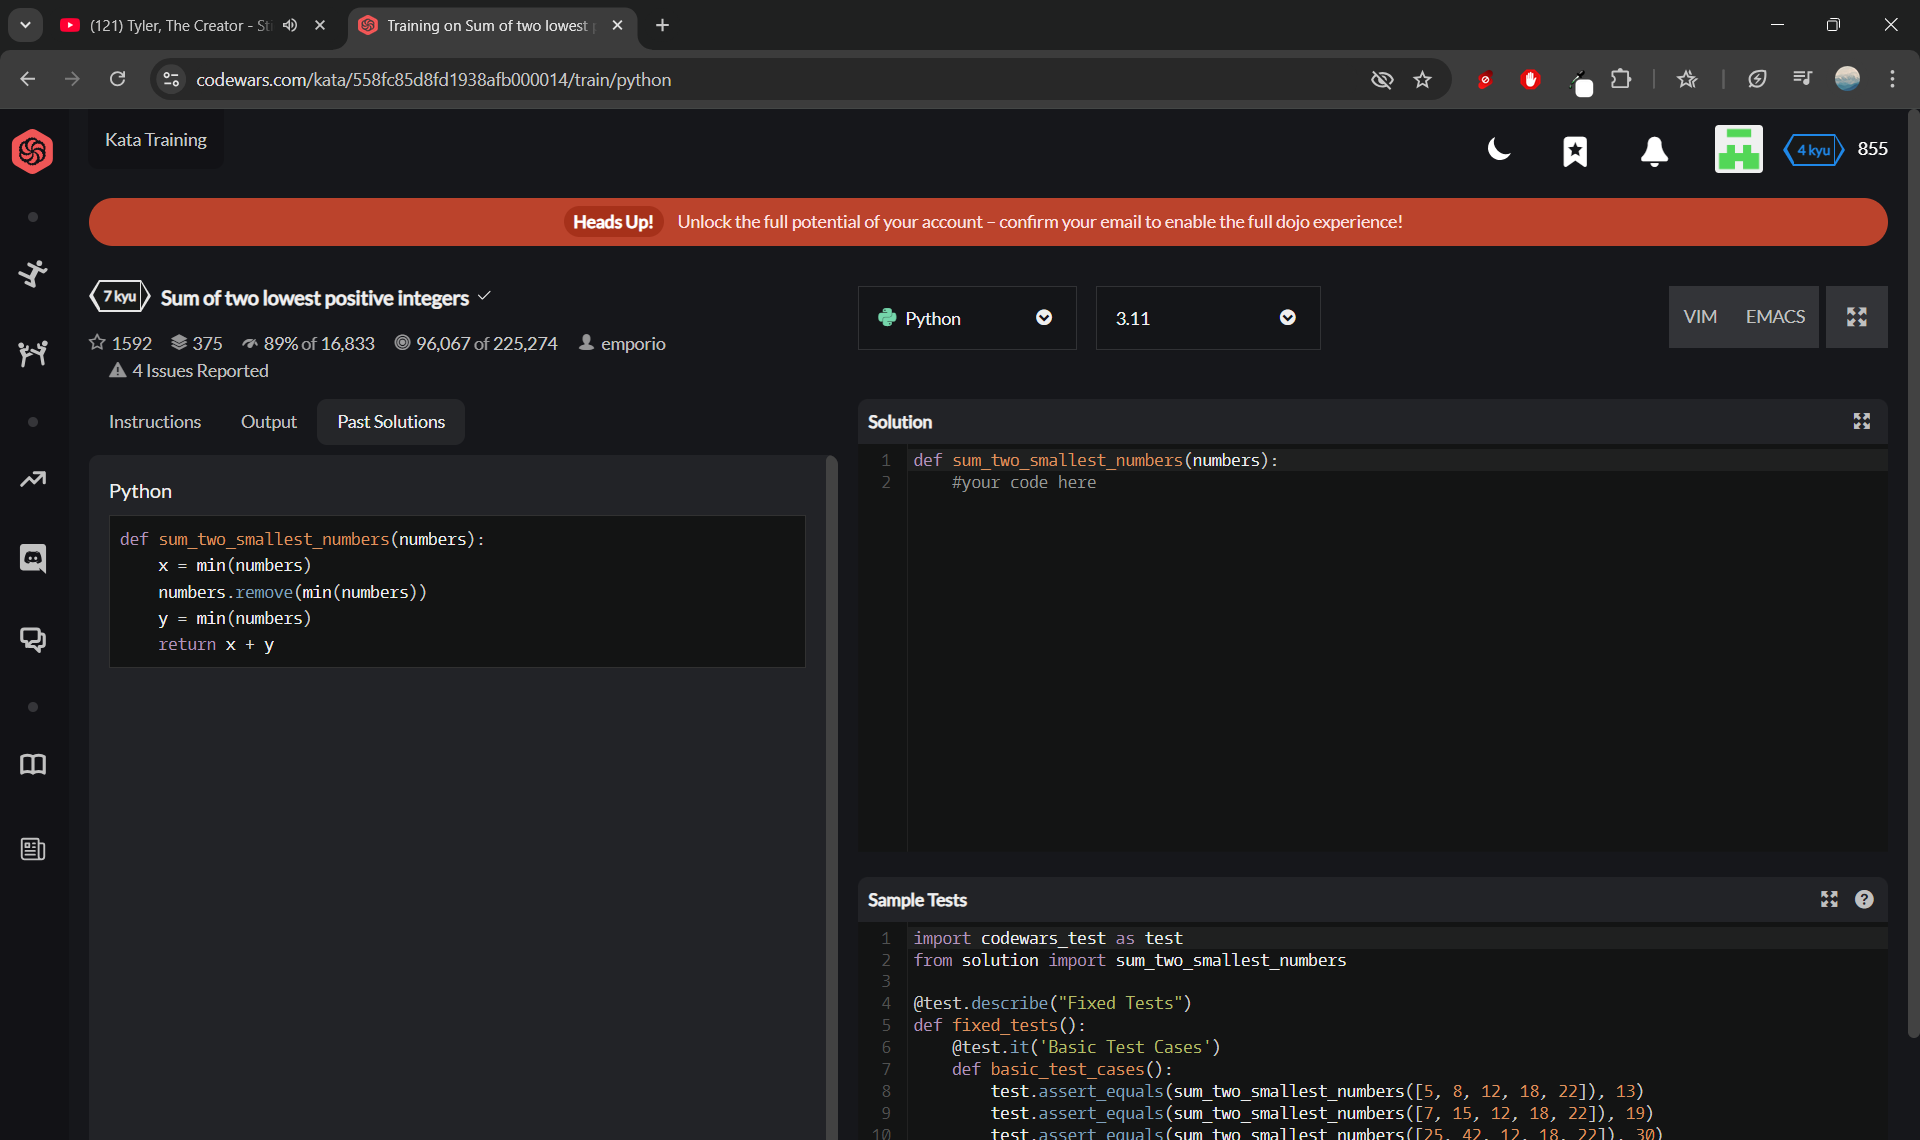 (121) Tyler, The Creator - St
Training on Sum of two lowest
codewars.com/kata/558fc85d8fd1938afb000014/train/python
Kata Training
4 kyu
855
Heads Up! Unlock the full potential of your account – confirm your email to enable the full dojo experience!
7 kyu Sum of two lowest positive integers
1592 375 89% of 16,833 96,067 of 225,274 emporio
4 Issues Reported
Python
3.11
VIM EMACS
Instructions Output Past Solutions
Python
def sum_two_smallest_numbers(numbers):
    x = min(numbers)
    numbers.remove(min(numbers))
    y = min(numbers)
    return x + y
Solution
1 def sum_two_smallest_numbers(numbers):
2     #your code here
Sample Tests
1 import codewars_test as test
2 from solution import sum_two_smallest_numbers
3
4 @test.describe("Fixed Tests")
5 def fixed_tests():
6     @test.it('Basic Test Cases')
7     def basic_test_cases():
8         test.assert_equals(sum_two_smallest_numbers([5, 8, 12, 18, 22]), 13)
9         test.assert_equals(sum_two_smallest_numbers([7, 15, 12, 18, 22]), 19)
10         test.assert_equals(sum_two_smallest_numbers([25, 42, 12, 18, 22]), 30)